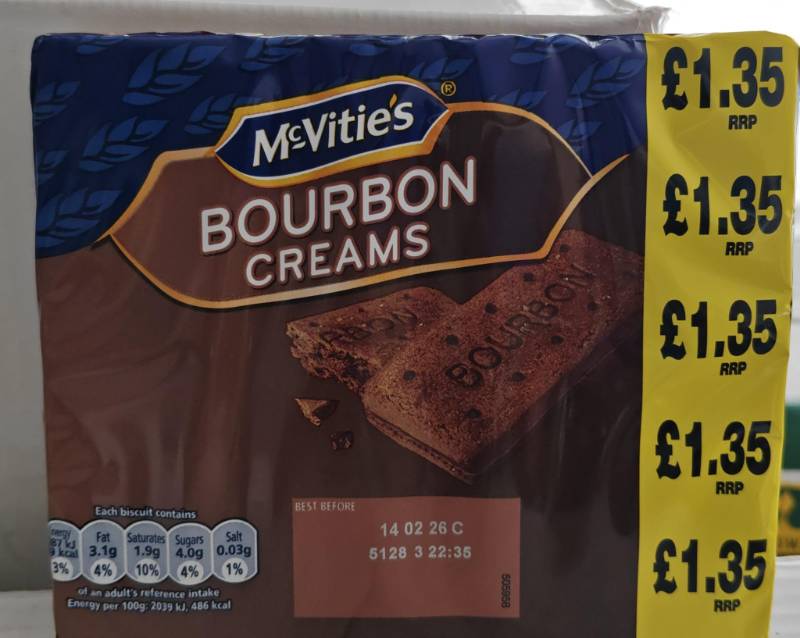 McVitie's®
BOURBON
CREAMS
BOURBON
BEST BEFORE
14 02 26 C
5128 3 22:35
505958
Each biscuit contains
Fat
3.1g
4%
Saturates
1.9g
10%
Sugars
4.0g
4%
Salt
0.03g
1%
3%
of an adult's reference intake
Energy per 100g: 2039 kJ, 486 kcal
£1.35
RRP
£1.35
RRP
£1.35
RRP
£1.35
RRP
£1.35
RRP